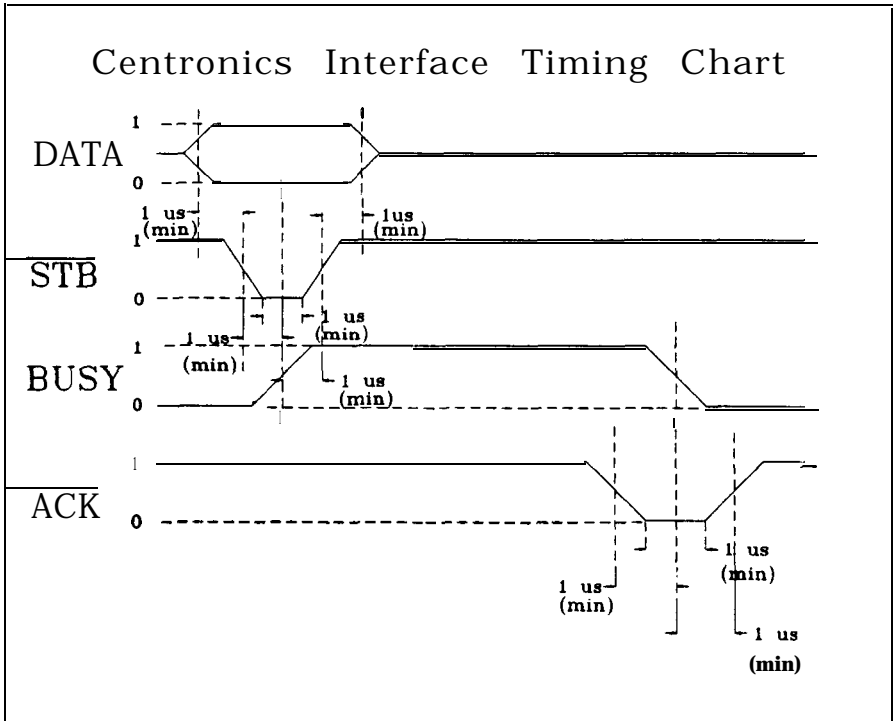 Centronics Interface Timing Chart
1
DATA
0
1 us
(min)
1us
(min)
1
STB
0
1 us
(min)
1 us
(min)
1
BUSY
1 us
(min)
0
1
ACK
0
1 us
(min)
1 us
(min)
1 us
(min)